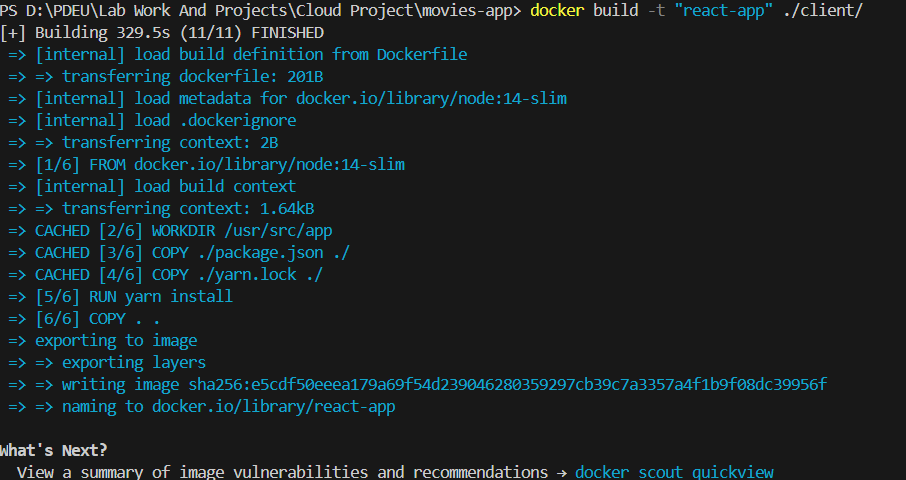 PS D:\PDEU\Lab Work And Projects\Cloud Project\movies-app> docker build -t "react-app" ./client/
[+] Building 329.5s (11/11) FINISHED
=> [internal] load build definition from Dockerfile
=> => transferring dockerfile: 201B
=> [internal] load metadata for docker.io/library/node:14-slim
=> [internal] load .dockerignore
=> => transferring context: 2B
=> [1/6] FROM docker.io/library/node:14-slim
=> [internal] load build context
=> => transferring context: 1.64kB
=> CACHED [2/6] WORKDIR /usr/src/app
=> CACHED [3/6] COPY ./package.json ./
=> CACHED [4/6] COPY ./yarn.lock ./
=> [5/6] RUN yarn install
=> [6/6] COPY . .
=> exporting to image
=> => exporting layers
=> => writing image sha256:e5cdf50eeea179a69f54d239046280359297cb39c7a3357a4f1b9f08dc39956f
=> => naming to docker.io/library/react-app
What's Next?
View a summary of image vulnerabilities and recommendations → docker scout quickview